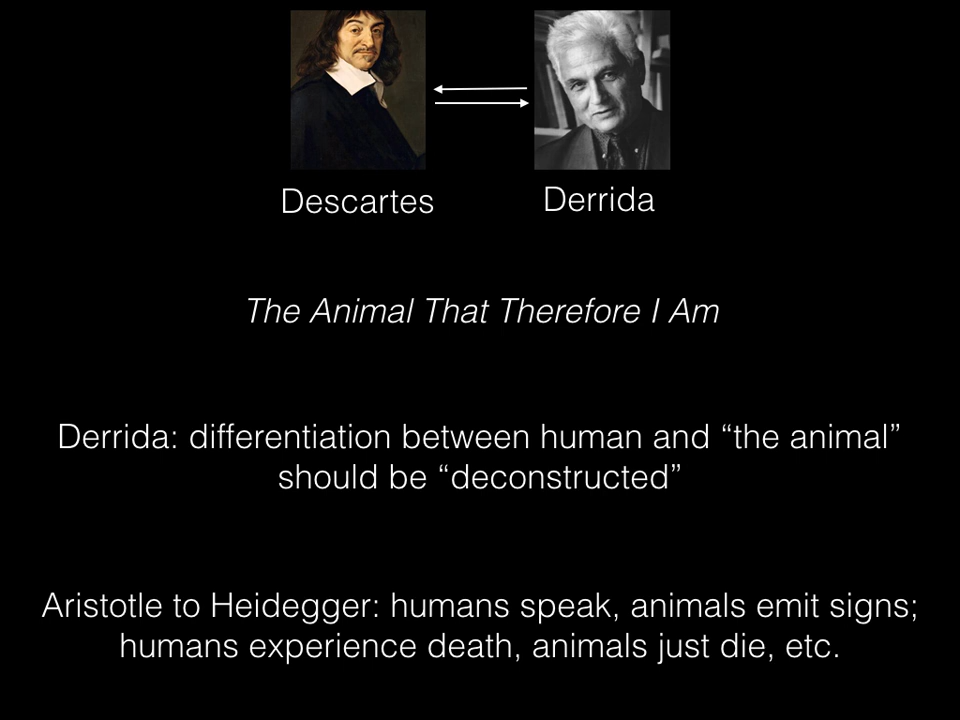 Descartes
Derrida
The Animal That Therefore I Am
Derrida: differentiation between human and “the animal”
should be “deconstructed”
Aristotle to Heidegger: humans speak, animals emit signs;
humans experience death, animals just die, etc.